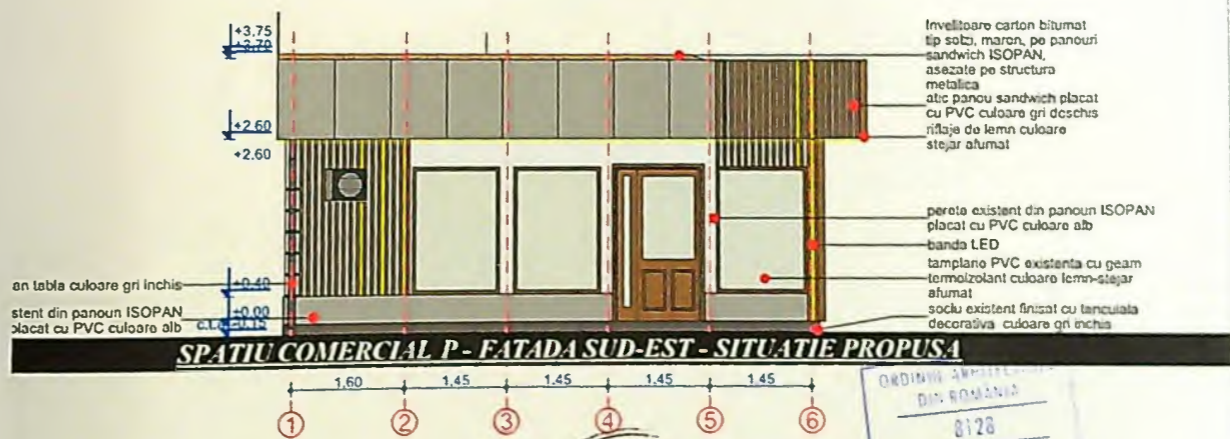 +3.75
+3.70
+2.60
+2.60
+0.40
+0.00
Invelitoare carton bitumat
tip solzi, maron, pe panouri
sandwich ISOPAN,
asezate pe structura
metalica
atic panou sandwich placat
cu PVC culoare gri deschis
riflaje de lemn culoare
stejar afumat
perete existent din panouri ISOPAN
placat cu PVC culoare alb
banda LED
tamplarie PVC existenta cu geam
termoizolant culoare lemn-stejar
afumat
soclu existent finisat cu tencuiala
decorativa culoare gri inchis
an tabla culoare gri inchis
stent din panouri ISOPAN
placat cu PVC culoare alb
SPATIU COMERCIAL P - FATADA SUD-EST - SITUATIE PROPUSA
1,60 1,45 1,45 1,45 1,45
1 2 3 4 5 6
ORDINUL
DIN ROMANIA
8128